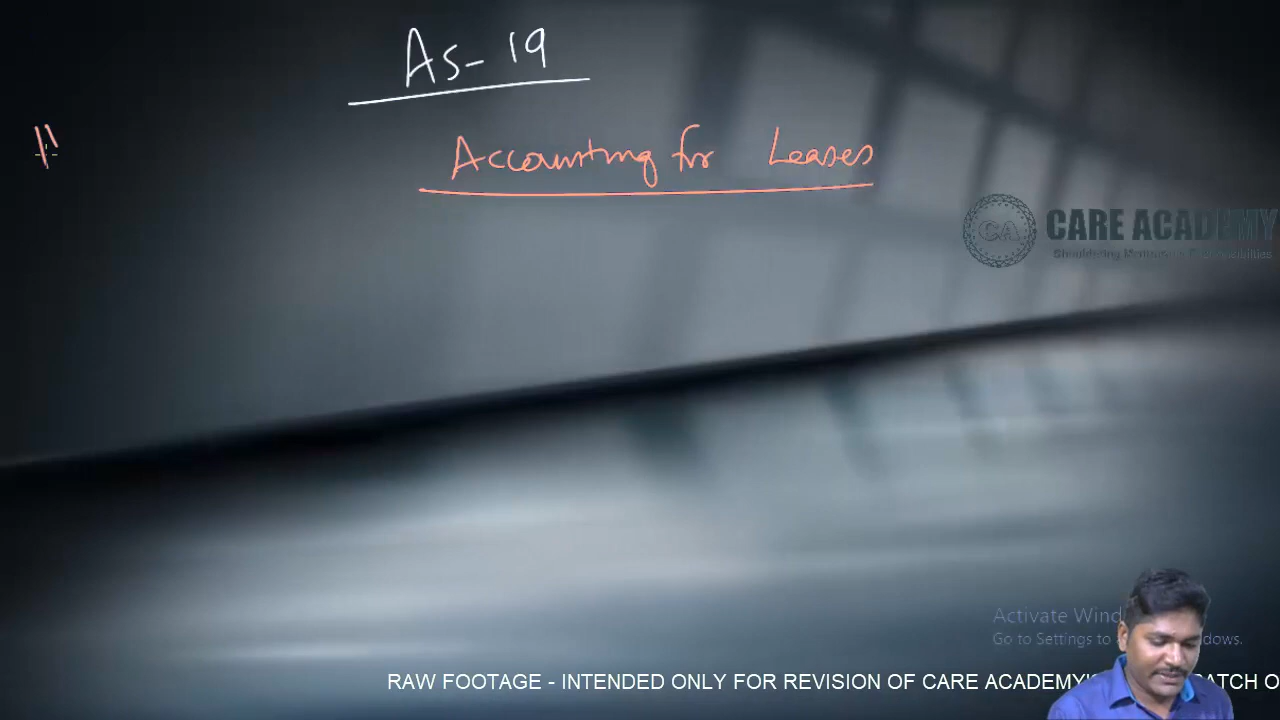 As-19
Accounting for Leases
CA
CARE ACADEMY
Activate Wind
Go to Settings to dows.
RAW FOOTAGE - INTENDED ONLY FOR REVISION OF CARE ACADEMY' ATCH O